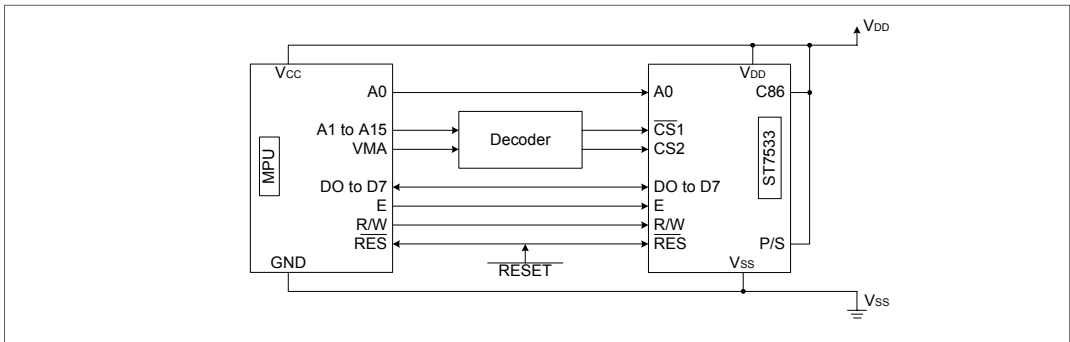 VDD
VCC
VDD
A0
A0
C86
A1 to A15
Decoder
CS1
VMA
CS2
MPU
ST7533
DO to D7
DO to D7
E
E
R/W
R/W
RES
RES
P/S
RESET
GND
VSS
VSS